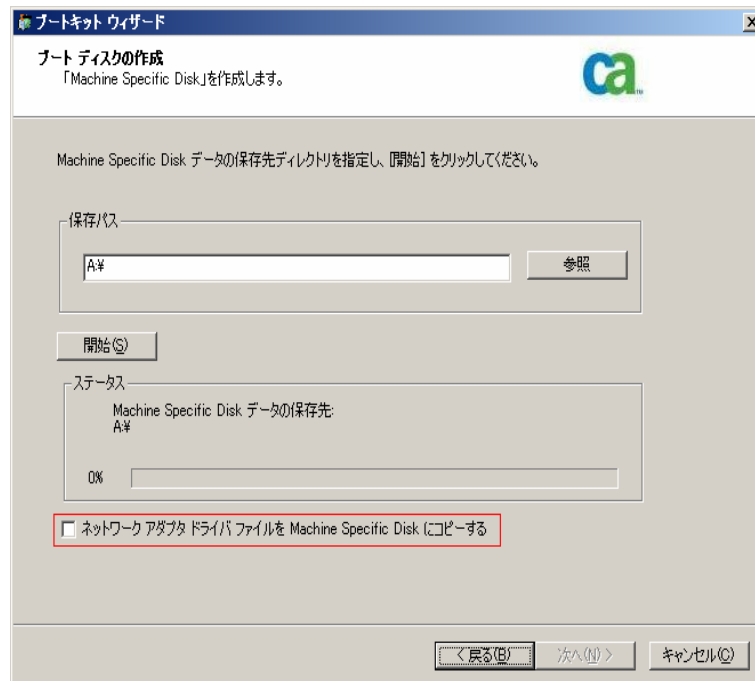 ブートキット ウィザード
ブート ディスクの作成
「Machine Specific Disk」を作成します。
ca
Machine Specific Disk データの保存先ディレクトリを指定し、[開始] をクリックしてください。
保存パス
A:¥
参照
開始(S)
ステータス
Machine Specific Disk データの保存先:
A:¥
0%
ネットワーク アダプタ ドライバ ファイルを Machine Specific Disk にコピーする
< 戻る(B)
次へ(N) >
キャンセル(C)